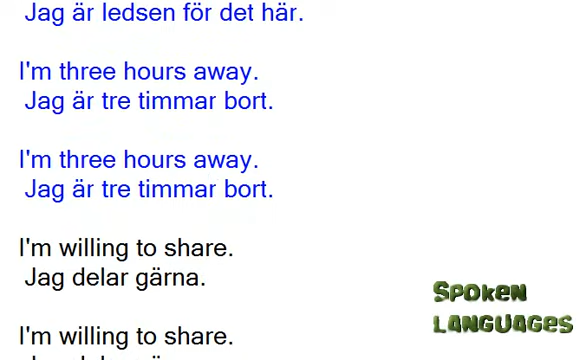 Jag är ledsen för det här.
I'm three hours away.
Jag är tre timmar bort.
I'm three hours away.
Jag är tre timmar bort.
I'm willing to share.
Jag delar gärna.
I'm willing to share.
Spoken
Languages